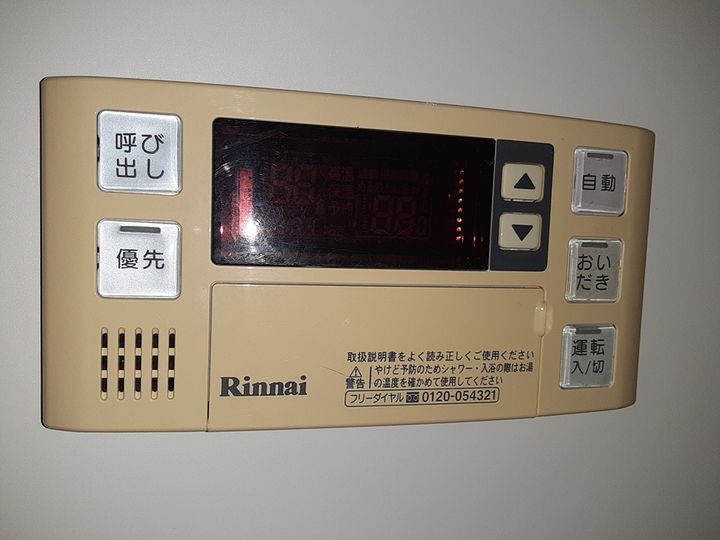 呼び
出し
優先
▲
▼
自動
おい
だき
運転
入/切
Rinnai
取扱説明書をよく読み正しくご使用ください
警告
やけど予防のためシャワー・入浴の際はお湯
の温度を確かめて使用してください
フリーダイヤル 0120-054321